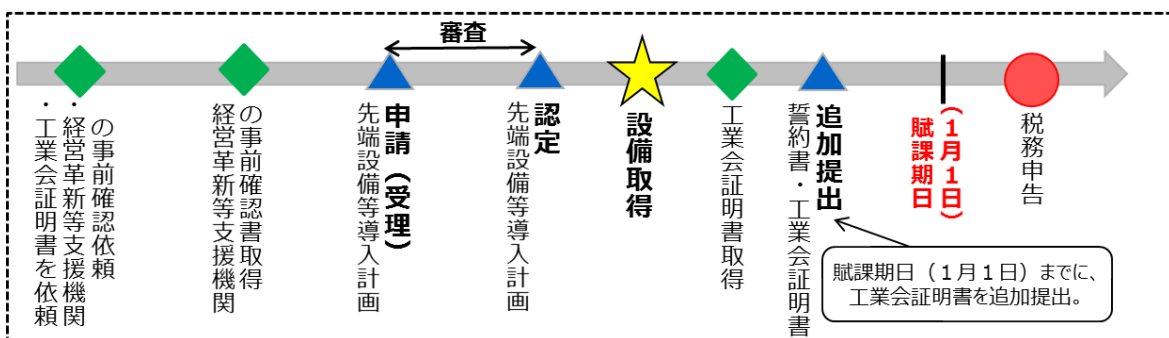 審査
・工業会証明書を依頼
・経営革新等支援機関
の事前確認依頼
経営革新等支援機関
の事前確認書取得
先端設備等導入計画
申請（受理）
先端設備等導入計画
認定
設備取得
工業会証明書取得
誓約書・工業会証明書
追加提出
賦課期日
（１月１日）
税務申告
賦課期日（１月１日）までに、
工業会証明書を追加提出。